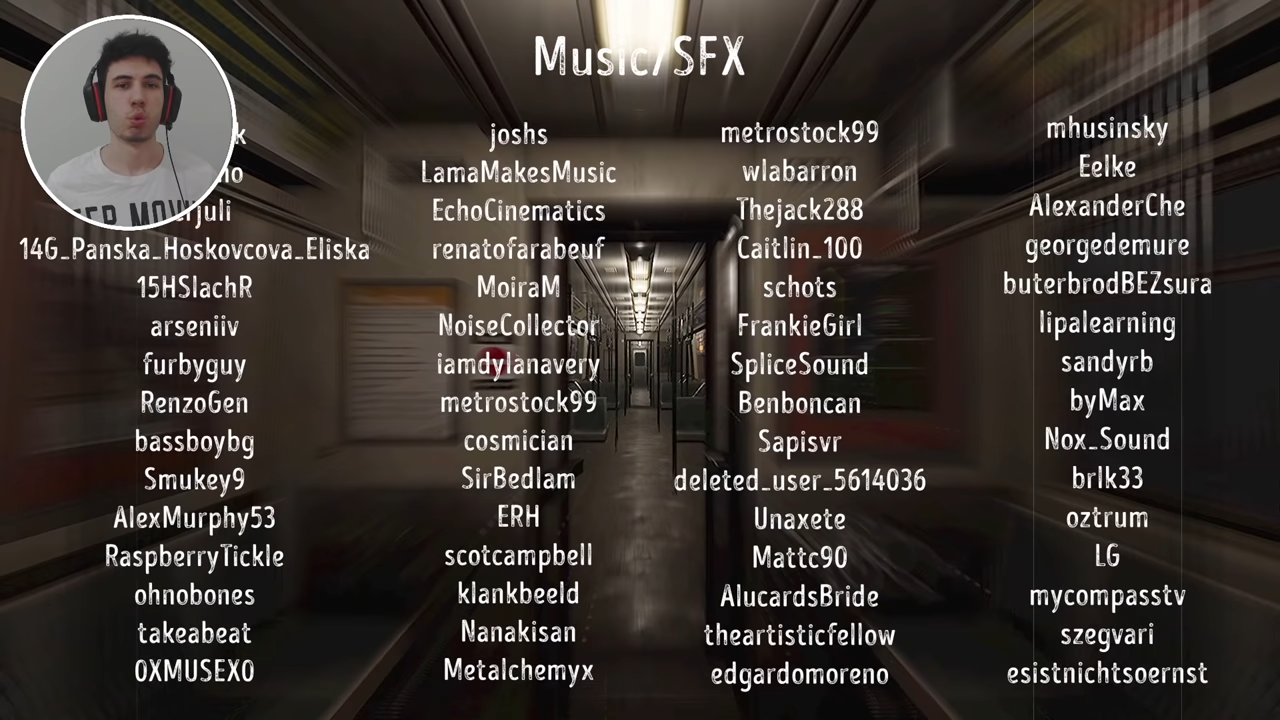 Music/SFX
14G_Panska_Hoskovcova_Eliska
15HSlachR
arseniiv
furbyguy
RenzoGen
bassboybg
Smukey9
AlexMurphy53
RaspberryTickle
ohnobones
takeabeat
0XMUSEX0
joshs
LamaMakesMusic
EchoCinematics
renatofarabeuf
MoiraM
NoiseCollector
iamdylanavery
metrostock99
cosmician
SirBedlam
ERH
scotcampbell
klankbeeld
Nanakisan
Metalchemyx
metrostock99
wlabarron
Thejack288
Caitlin_100
schots
FrankieGirl
SpliceSound
Benboncan
Sapisvr
deleted_user_5614036
Unaxete
Mattc90
AlucardsBride
theartisticfellow
edgardomoreno
mhusinsky
Eelke
AlexanderChe
georgedemure
buterbrodBEZsura
lipalearning
sandyrb
byMax
Nox_Sound
brlk33
oztrum
LG
mycompasstv
szegvari
esistnichtsoernst